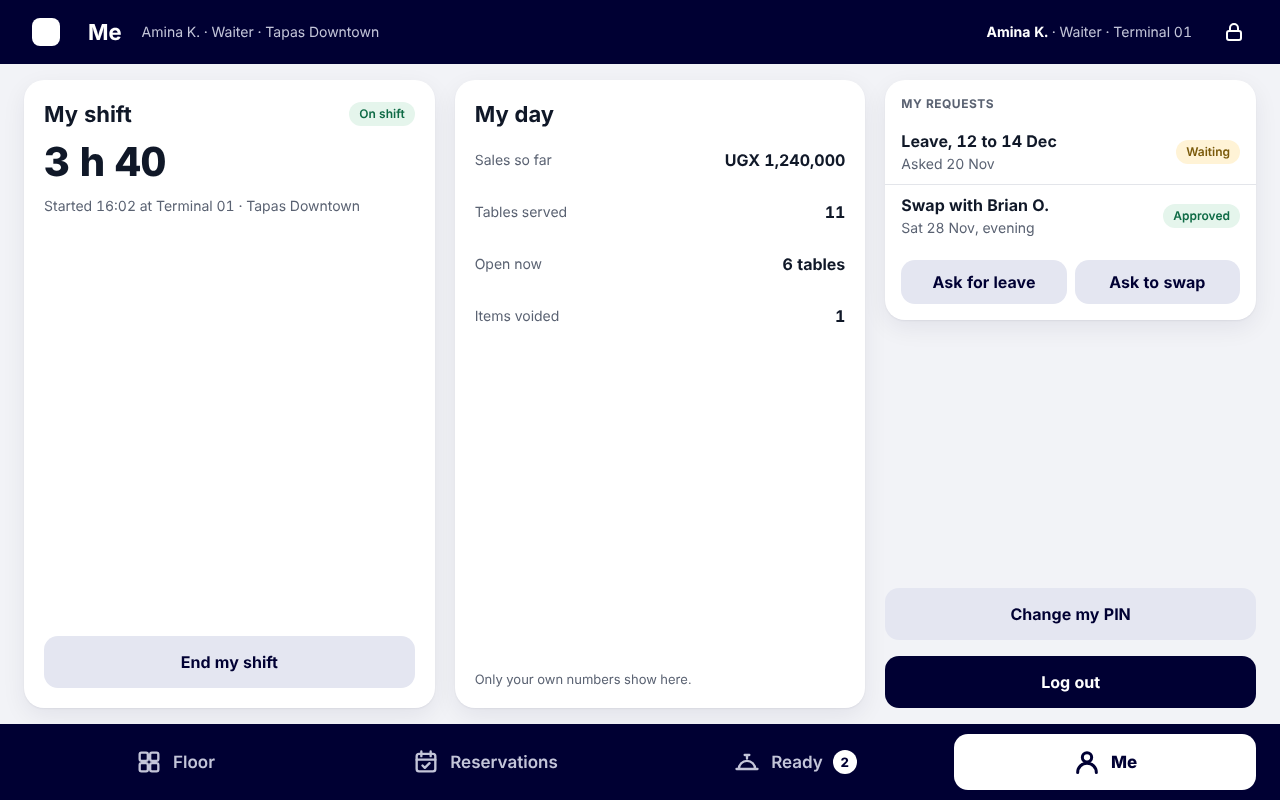 Me
Amina K. · Waiter · Tapas Downtown
Amina K. · Waiter · Terminal 01
My shift
On shift
3 h 40
Started 16:02 at Terminal 01 · Tapas Downtown
End my shift
My day
Sales so far
UGX 1,240,000
Tables served
11
Open now
6 tables
Items voided
1
Only your own numbers show here.
MY REQUESTS
Leave, 12 to 14 Dec
Asked 20 Nov
Waiting
Swap with Brian O.
Sat 28 Nov, evening
Approved
Ask for leave
Ask to swap
Change my PIN
Log out
Floor
Reservations
Ready 2
Me